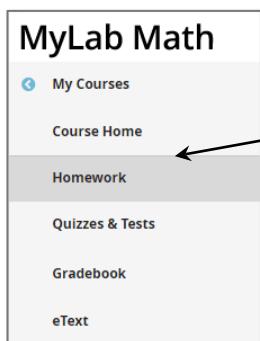 MyLab Math
My Courses
Course Home
Homework
Quizzes & Tests
Gradebook
eText